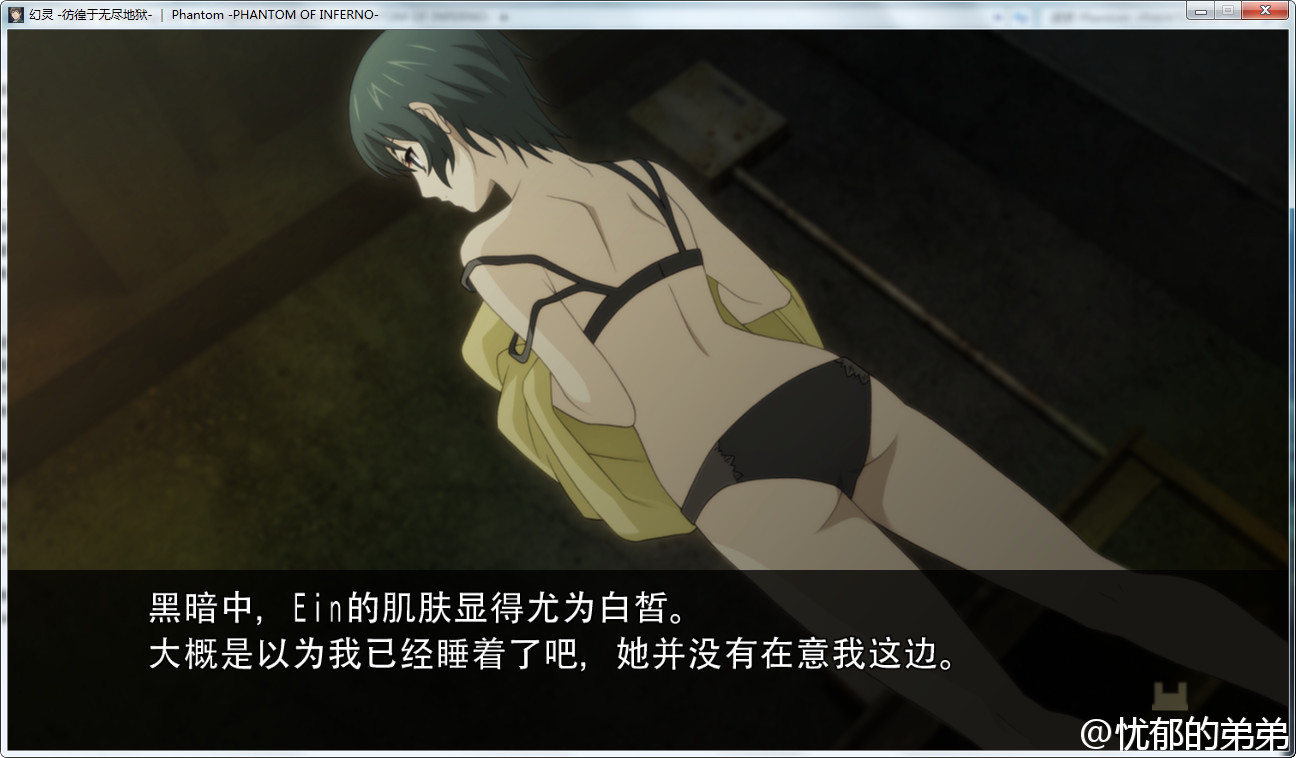 幻灵 -彷徨于无尽地狱- | Phantom -PHANTOM OF INFERNO-
黑暗中，Ein的肌肤显得尤为白皙。
大概是以为我已经睡着了吧，她并没有在意我这边。
@忧郁的弟弟